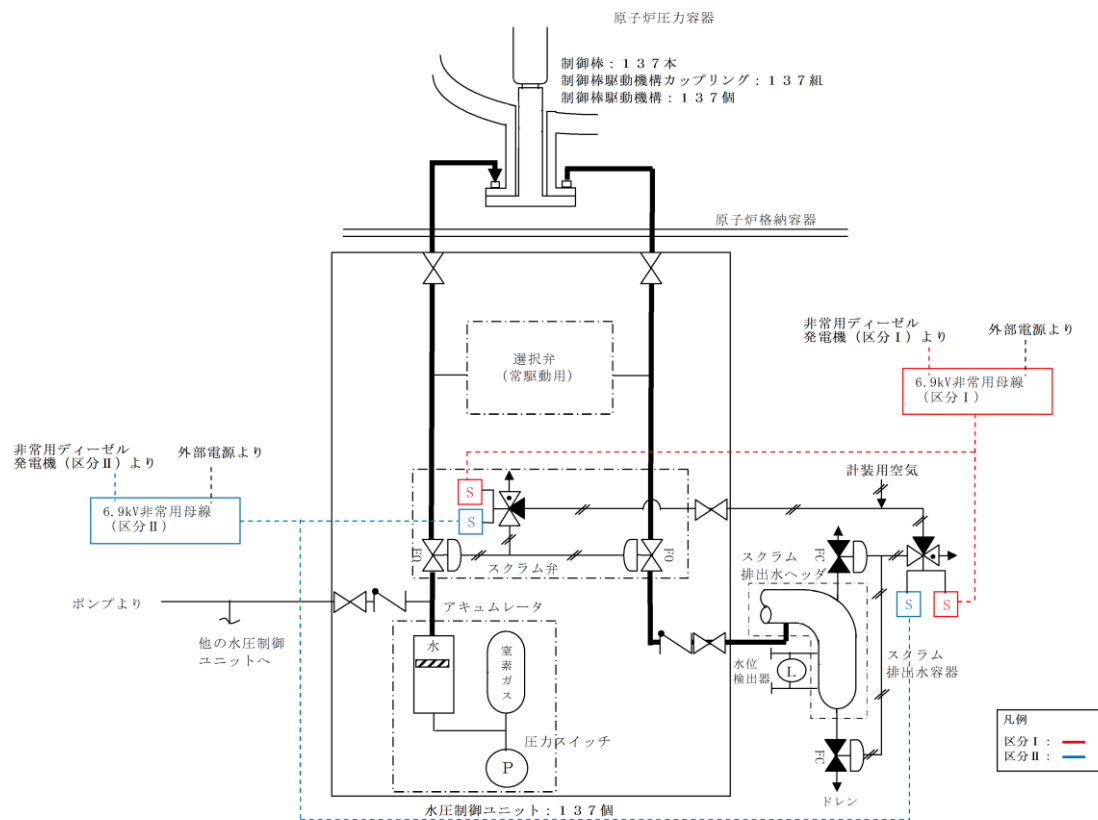 原子炉圧力容器
制御棒：１３７本
制御棒駆動機構カップリング：１３７組
制御棒駆動機構：１３７個
原子炉格納容器
選択弁
（常駆動用）
非常用ディーゼル
発電機（区分Ⅰ）より
外部電源より
6.9kV非常用母線
（区分Ⅰ）
非常用ディーゼル
発電機（区分Ⅱ）より
外部電源より
6.9kV非常用母線
（区分Ⅱ）
S
S
計装用空気
FO
FO
スクラム弁
スクラム
排出水ヘッダ
FC
S
S
ポンプより
他の水圧制御
ユニットへ
アキュムレータ
水
窒素ガス
圧力スイッチ
P
水位
検出器
L
スクラム
排出水容器
FC
ドレン
水圧制御ユニット：１３７個
凡例
区分Ⅰ：
区分Ⅱ：